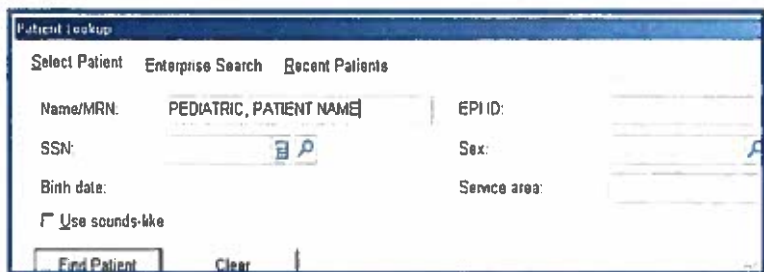 Patient Lookup
Select Patient Enterprise Search Recent Patients
Name/MRN: PEDIATRIC, PATIENT NAME EPI ID:
SSN: Sex:
Birth date: Service area:
Use sounds-like
Find Patient Clear